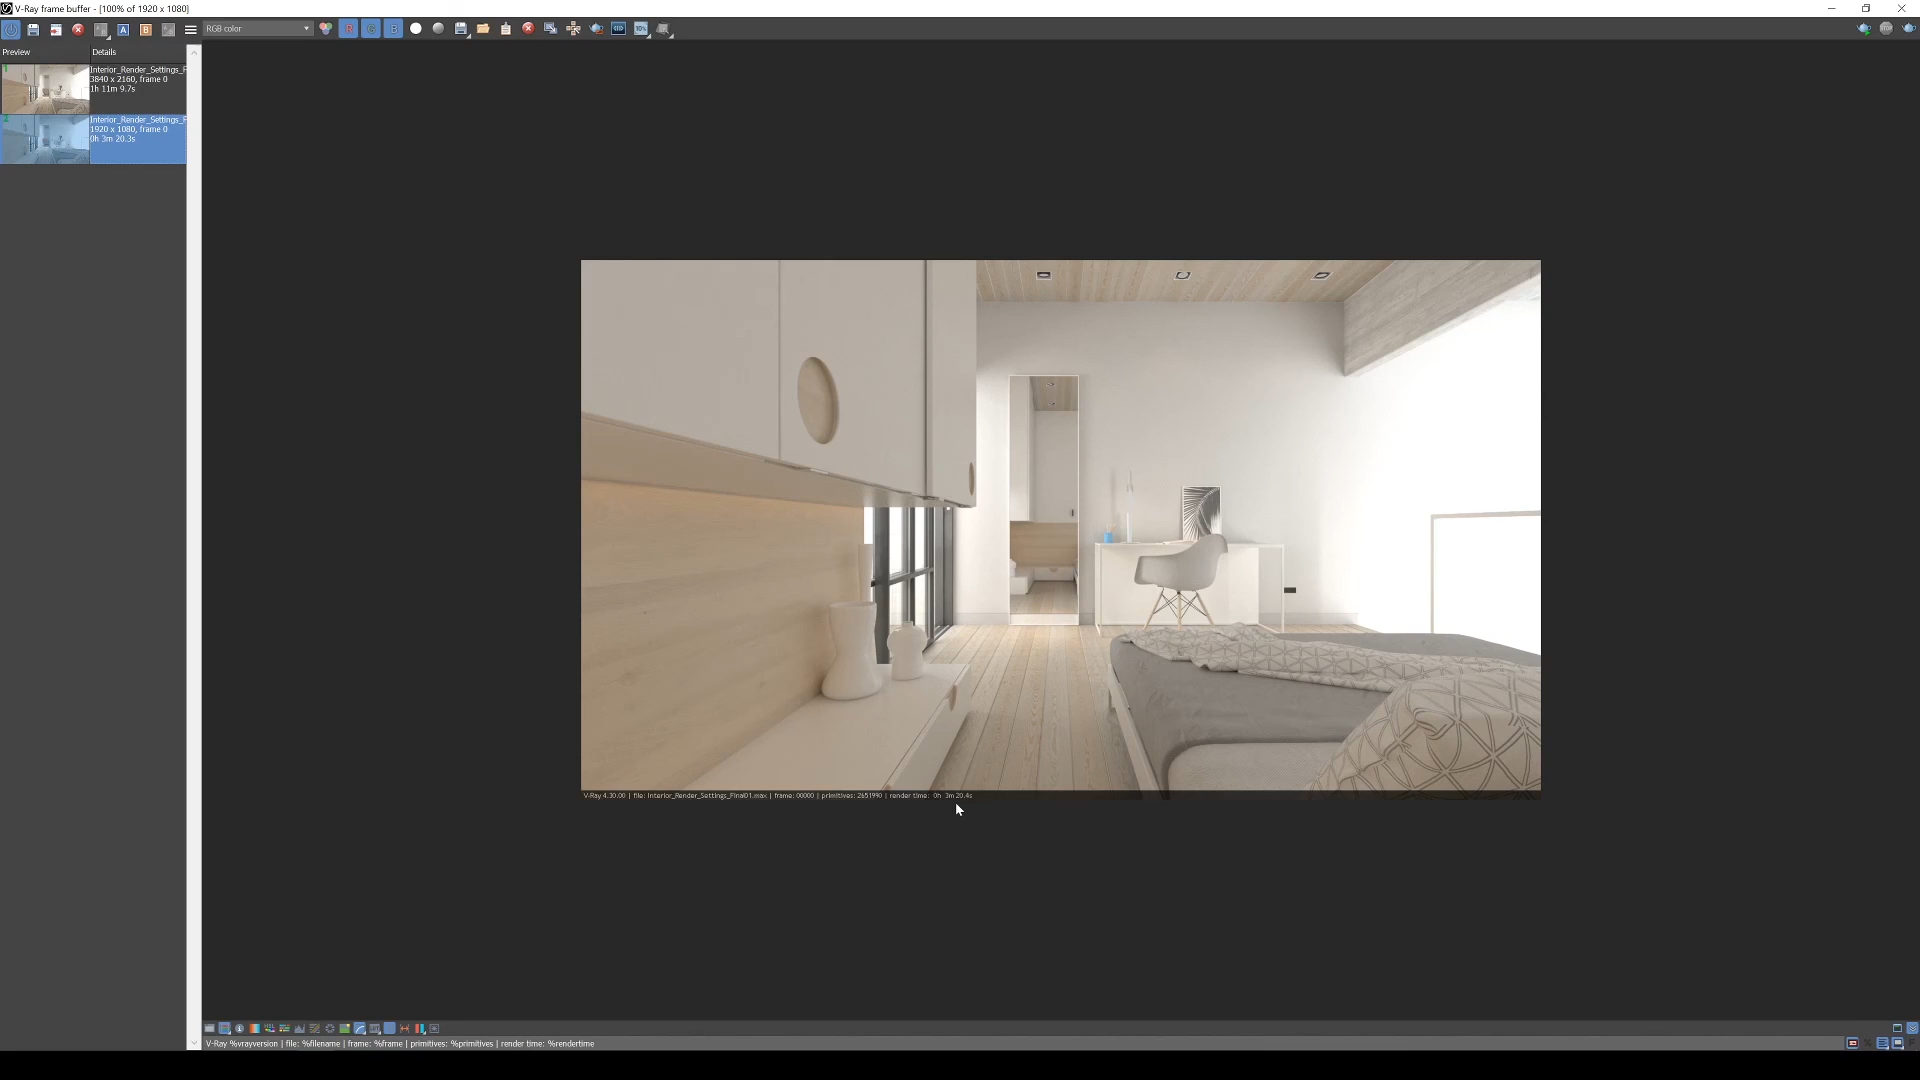 V-Ray frame buffer - [100% of 1920 x 1080]
RGB color
Preview
Details
1
Interior_Render_Settings_F
3840 x 2160, frame 0
1h 11m 9.7s
2
Interior_Render_Settings_F
1920 x 1080, frame 0
0h 3m 20.3s
A
B
R
G
B
STOP
V-Ray 4.30.00 | file: Interior_Render_Settings_Final01.max | frame: 00000 | primitives: 2651990 | render time: 0h 3m 20.4s
V-Ray %vrayversion | file: %filename | frame: %frame | primitives: %primitives | render time: %rendertime